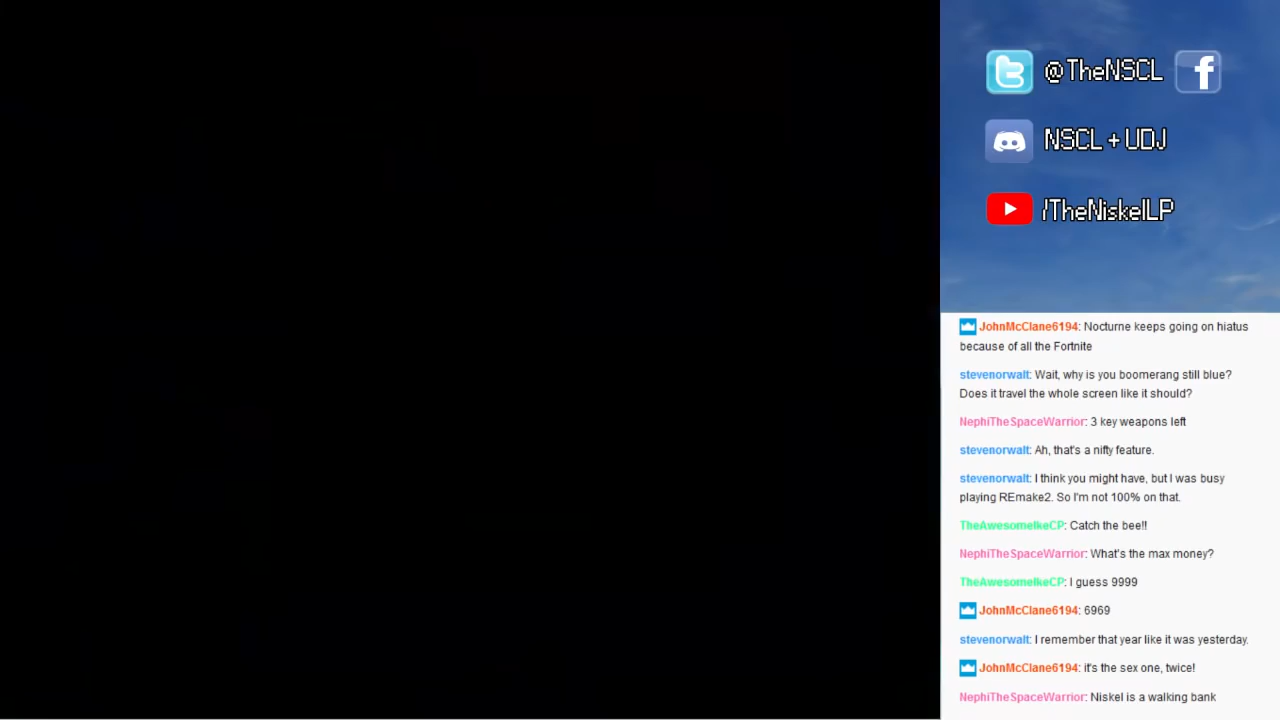 @TheNSCL
NSCL + UDJ
/TheNiskelLP
JohnMcClane6194: Nocturne keeps going on hiatus
because of all the Fortnite
stevenorwalt: Wait, why is you boomerang still blue?
Does it travel the whole screen like it should?
NephiTheSpaceWarrior: 3 key weapons left
stevenorwalt: Ah, that's a nifty feature.
stevenorwalt: I think you might have, but I was busy
playing REmake2. So I'm not 100% on that.
TheAwesomeIkeCP: Catch the bee!!
NephiTheSpaceWarrior: What's the max money?
TheAwesomeIkeCP: I guess 9999
JohnMcClane6194: 6969
stevenorwalt: I remember that year like it was yesterday.
JohnMcClane6194: it's the sex one, twice!
NephiTheSpaceWarrior: Niskel is a walking bank